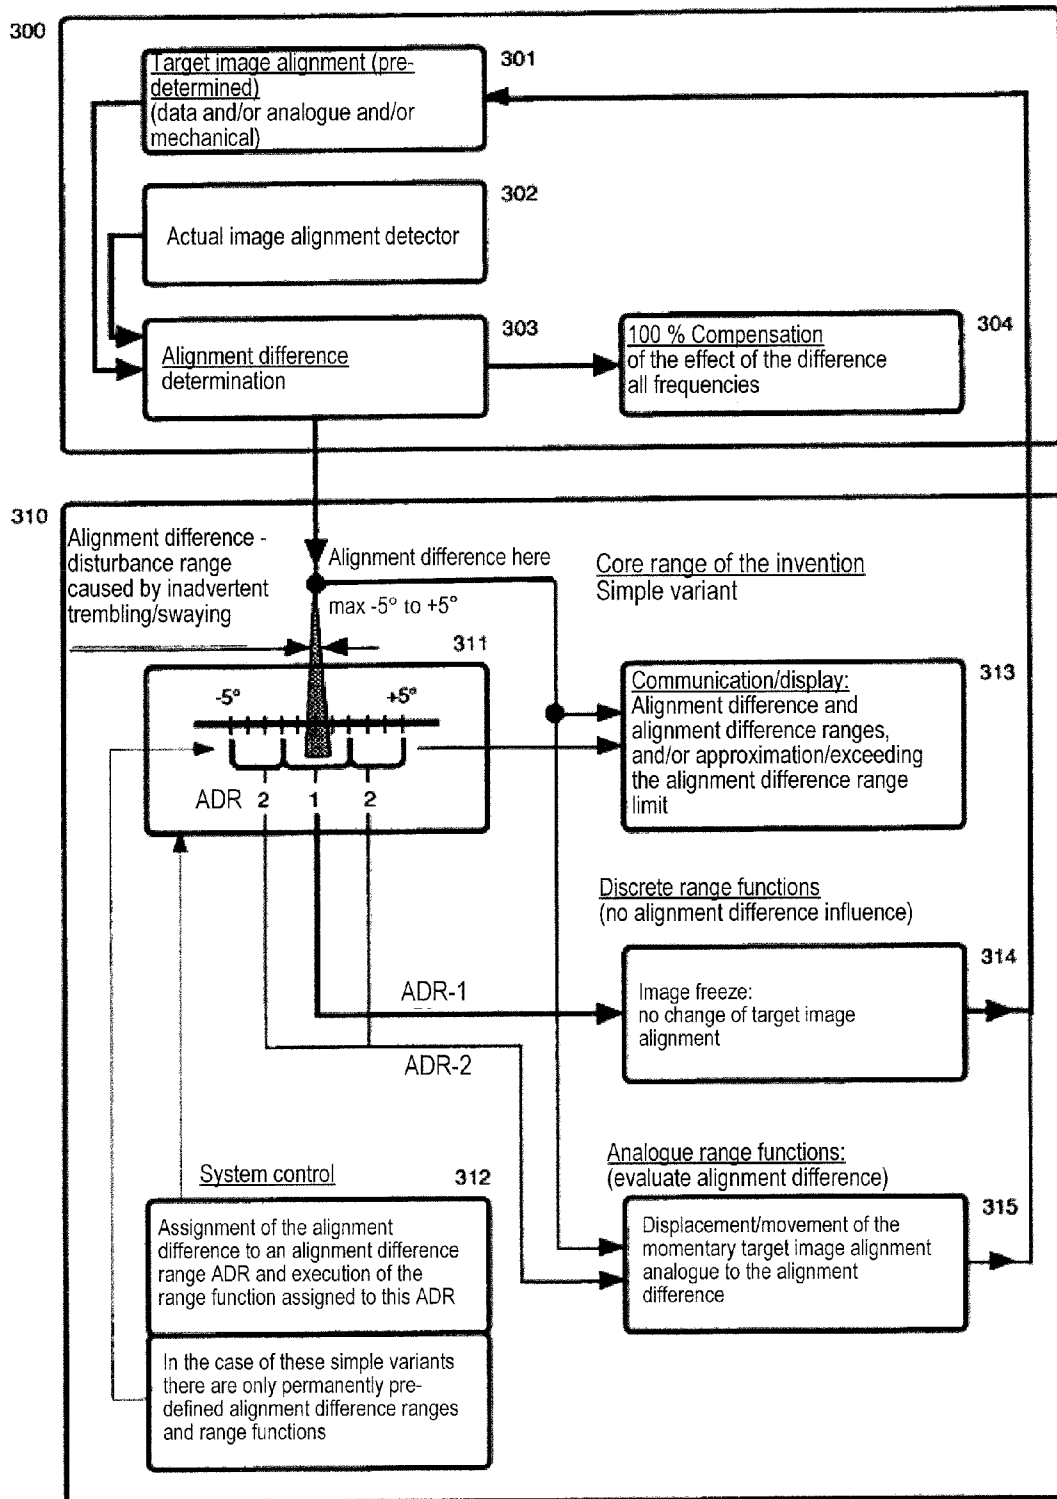 300
Target image alignment (pre-
determined)
(data and/or analogue and/or
mechanical)
301
302
Actual image alignment detector
303
Alignment difference
determination
304
100 % Compensation
of the effect of the difference
all frequencies
310
Alignment difference -
disturbance range
caused by inadvertent
trembling/swaying
Alignment difference here
max -5° to +5°
Core range of the invention
Simple variant
311
-5° +5°
ADR 2 1 2
313
Communication/display:
Alignment difference and
alignment difference ranges,
and/or approximation/exceeding
the alignment difference range
limit
Discrete range functions
(no alignment difference influence)
314
Image freeze:
no change of target image
alignment
ADR-1
ADR-2
System control
312
Assignment of the alignment
difference to an alignment difference
range ADR and execution of the
range function assigned to this ADR
In the case of these simple variants
there are only permanently pre-
defined alignment difference ranges
and range functions
Analogue range functions:
(evaluate alignment difference)
315
Displacement/movement of the
momentary target image alignment
analogue to the alignment
difference